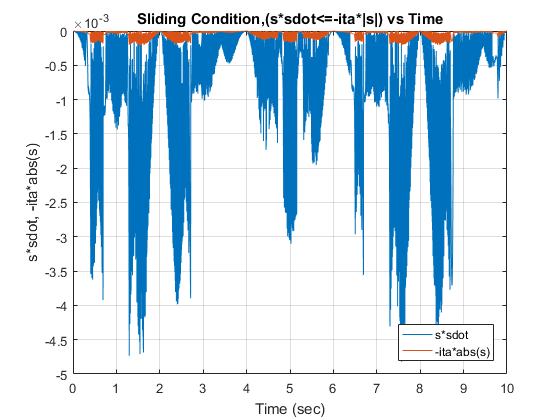 ×10⁻³
Sliding Condition,(s*sdot<=-ita*|s|) vs Time
0
-0.5
-1
-1.5
-2
-2.5
-3
-3.5
-4
-4.5
-5
s*sdot, -ita*abs(s)
s*sdot
-ita*abs(s)
0 1 2 3 4 5 6 7 8 9 10
Time (sec)